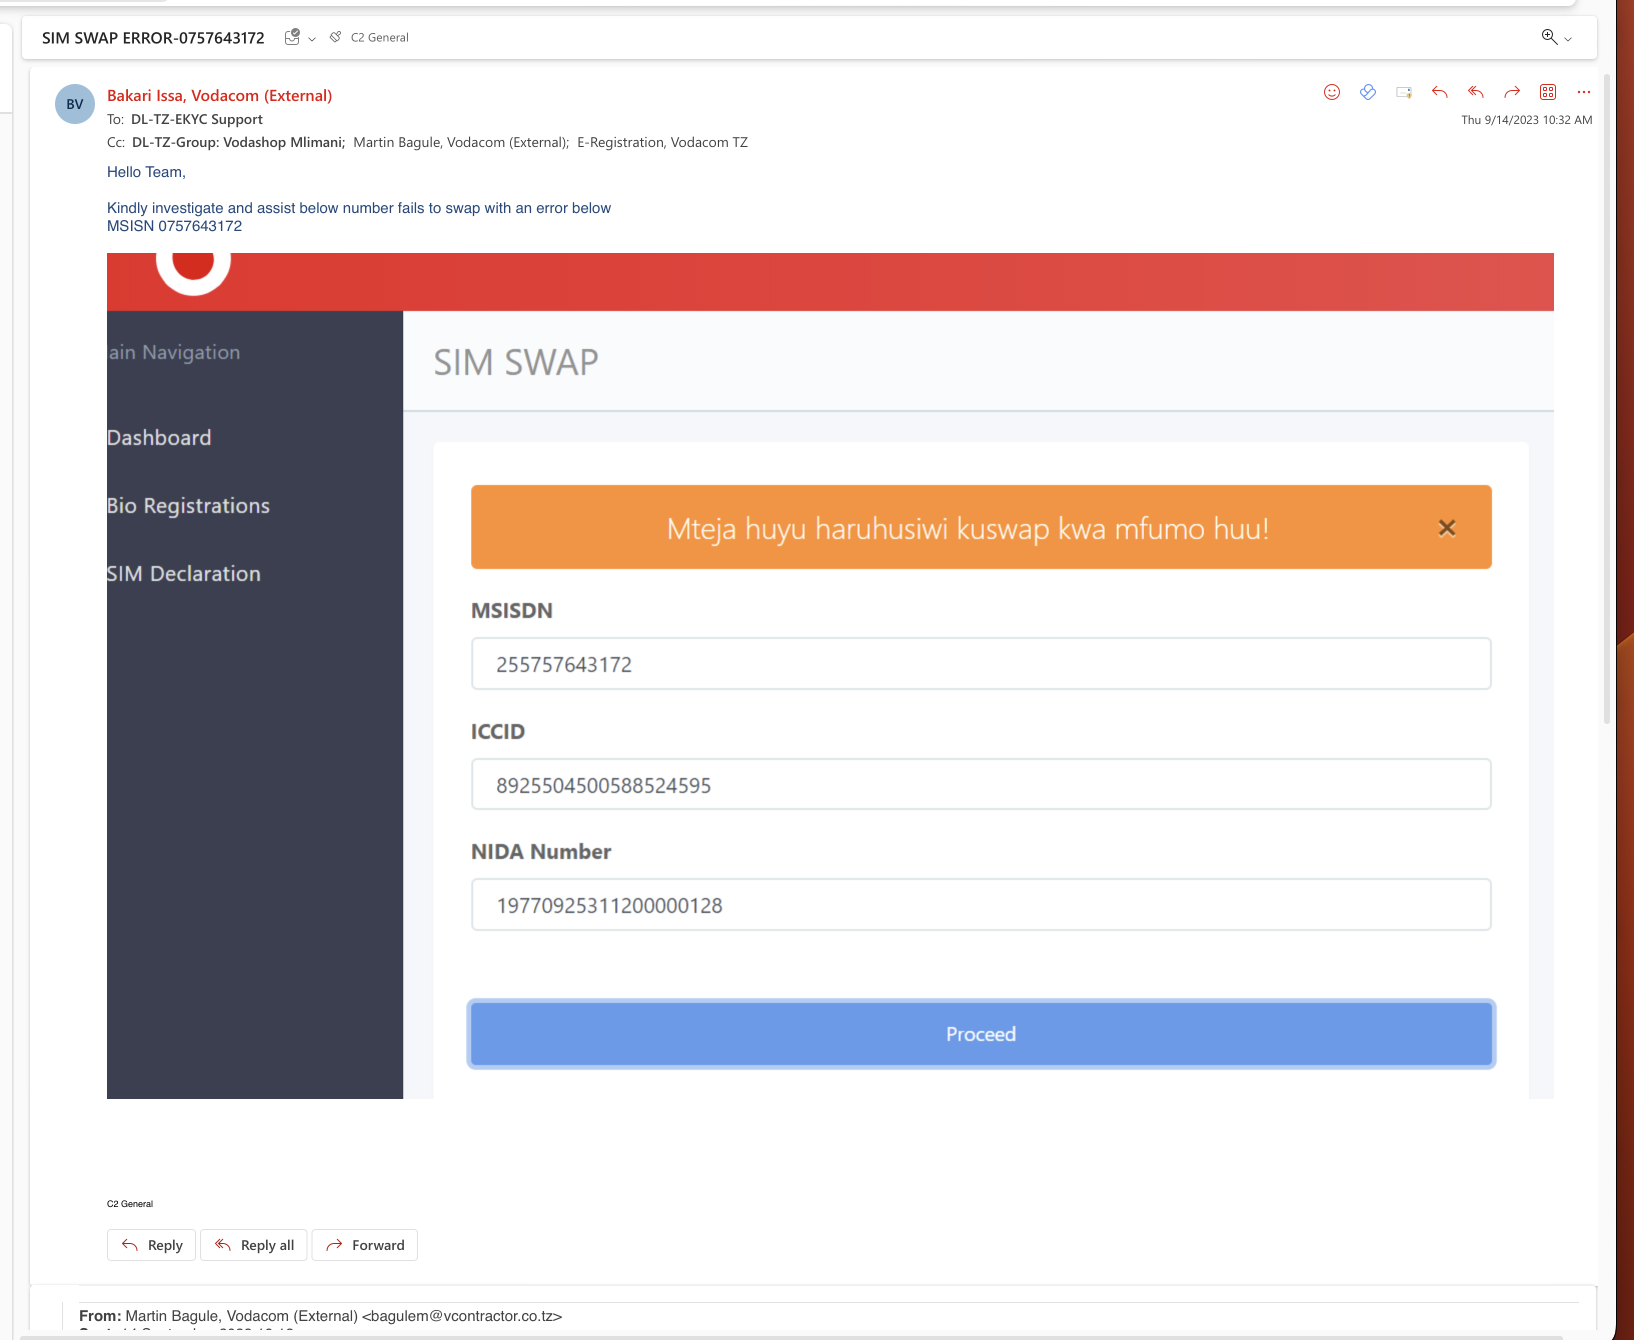 SIM SWAP ERROR-0757643172
C2 General
BV
Bakari Issa, Vodacom (External)
To: DL-TZ-EKYC Support
Thu 9/14/2023 10:32 AM
Cc: DL-TZ-Group: Vodashop Mlimani; Martin Bagule, Vodacom (External); E-Registration, Vodacom TZ
Hello Team,
Kindly investigate and assist below number fails to swap with an error below
MSISN 0757643172
ain Navigation
Dashboard
Bio Registrations
SIM Declaration
SIM SWAP
Mteja huyu haruhusiwi kuswap kwa mfumo huu!
MSISDN
255757643172
ICCID
8925504500588524595
NIDA Number
19770925311200000128
Proceed
C2 General
Reply
Reply all
Forward
From: Martin Bagule, Vodacom (External) <bagulem@vcontractor.co.tz>